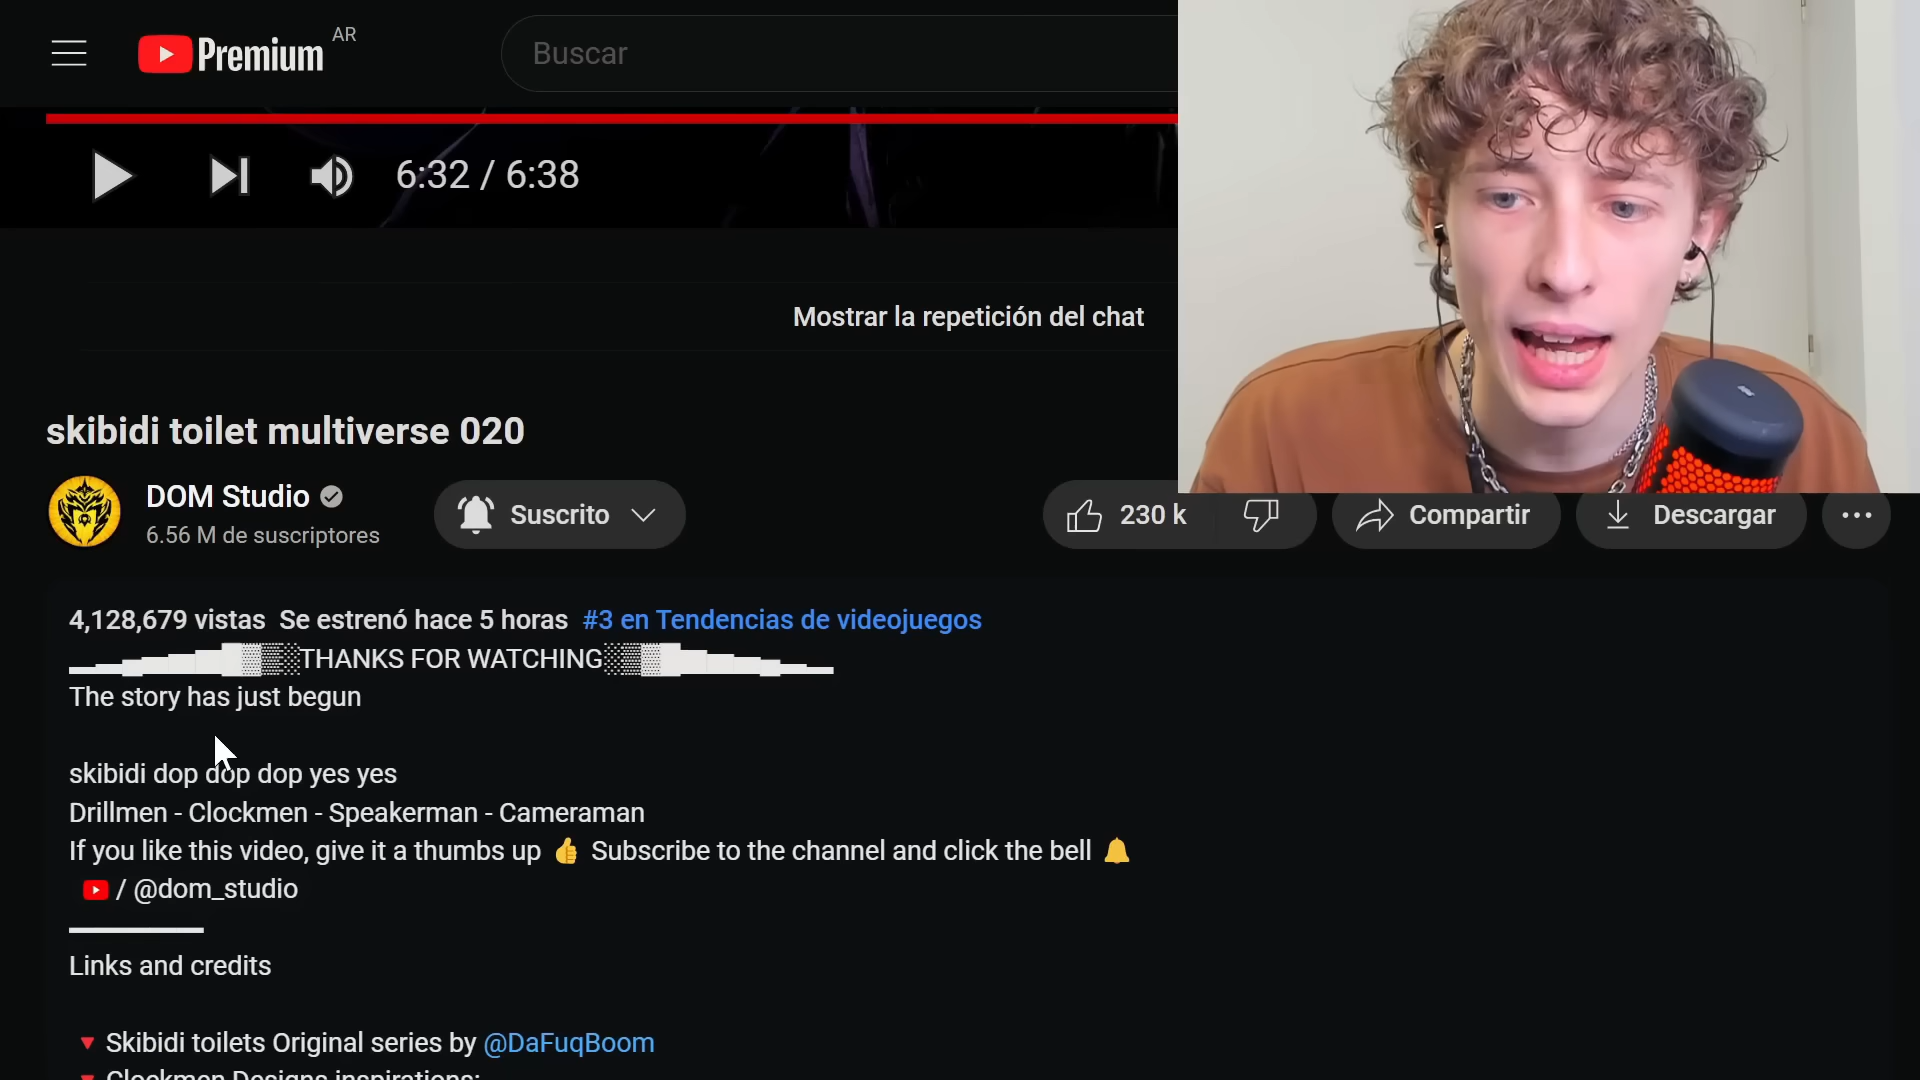 Premium AR
Buscar
6:32 / 6:38
Mostrar la repetición del chat
skibidi toilet multiverse 020
DOM Studio
6.56 M de suscriptores
Suscrito
230 k
Compartir
Descargar
4,128,679 vistas Se estrenó hace 5 horas #3 en Tendencias de videojuegos
THANKS FOR WATCHING
The story has just begun
skibidi dop dop dop yes yes
Drillmen - Clockmen - Speakerman - Cameraman
If you like this video, give it a thumbs up 👍 Subscribe to the channel and click the bell 🔔
/ @dom_studio
Links and credits
🔻 Skibidi toilets Original series by @DaFuqBoom
🔻 Clockmen Designs inspirations: